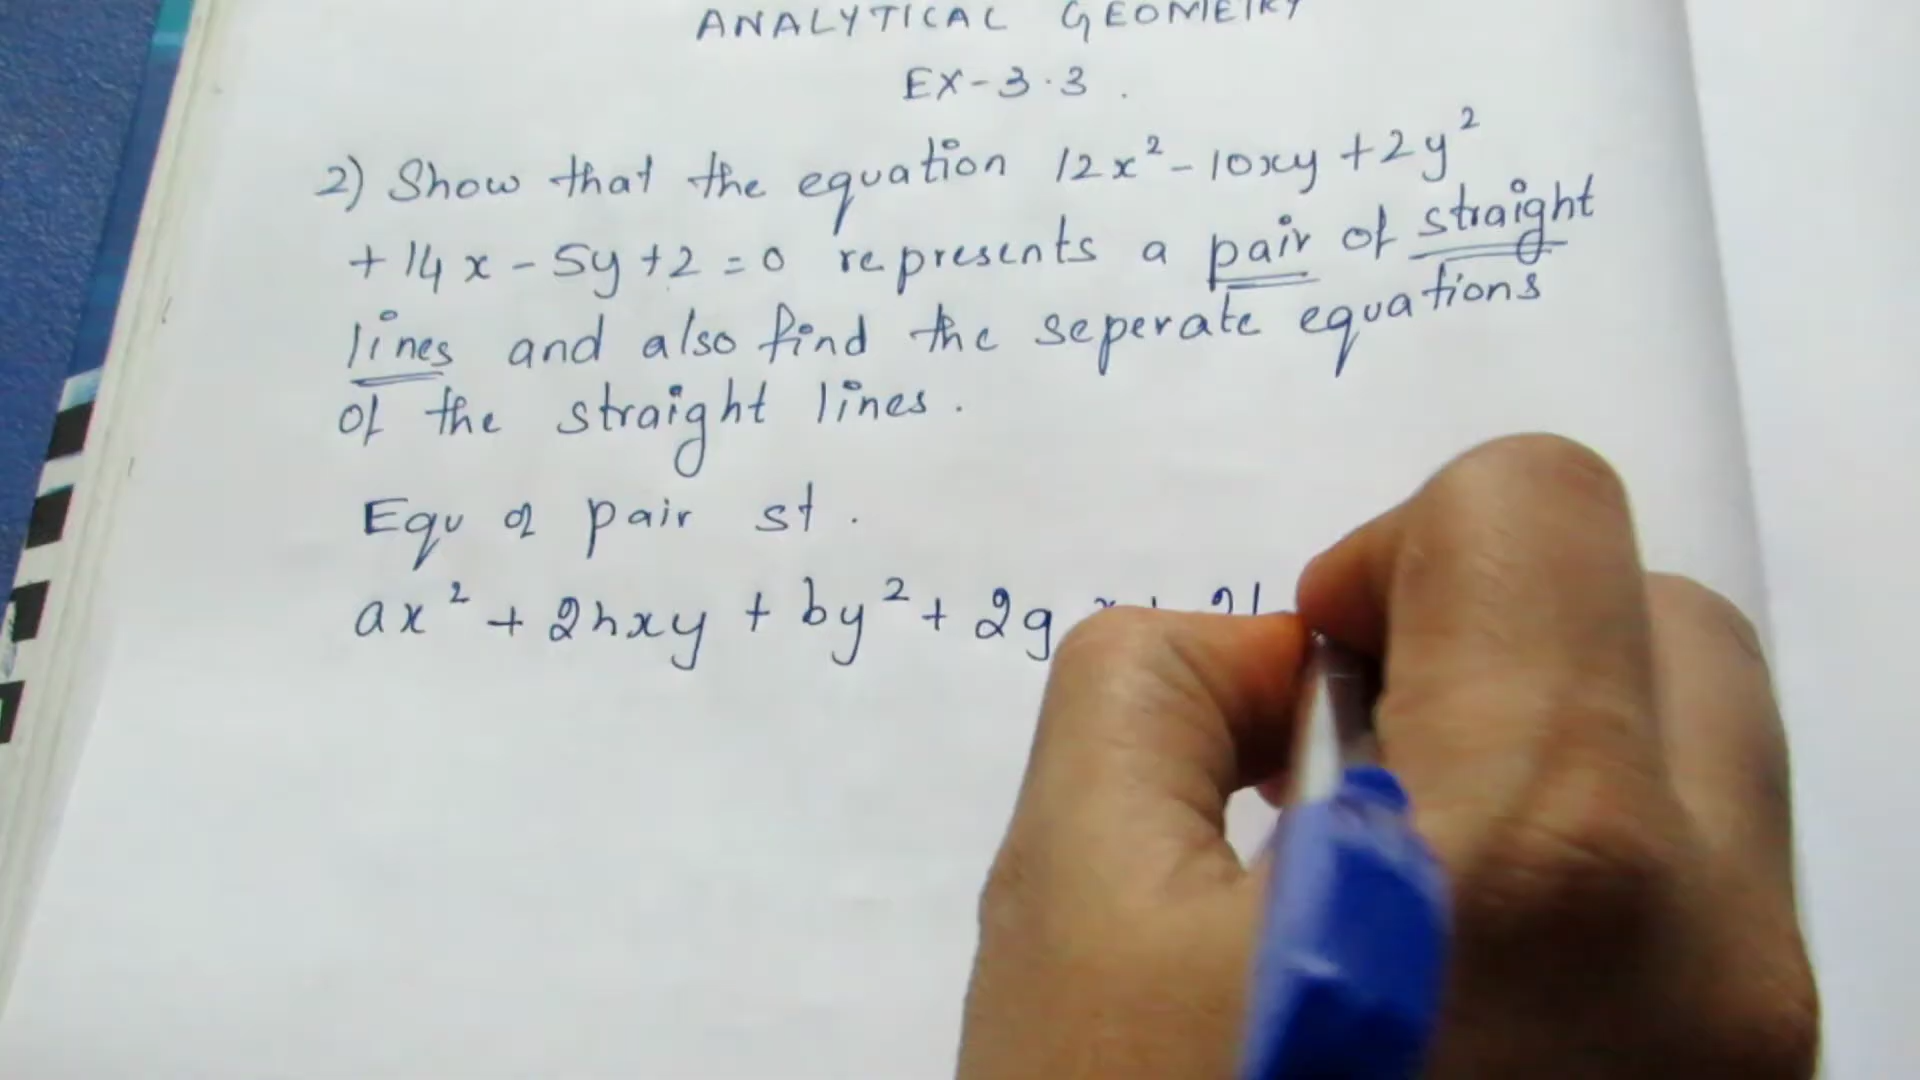 ANALYTICAL GEOMETRY
EX-3.3.
2) Show that the equation 12x² - 10xy + 2y²
+ 14x - 5y + 2 = 0 represents a pair of straight
lines and also find the seperate equations
of the straight lines.
Equ of pair st.
ax² + 2hxy + by² + 2g